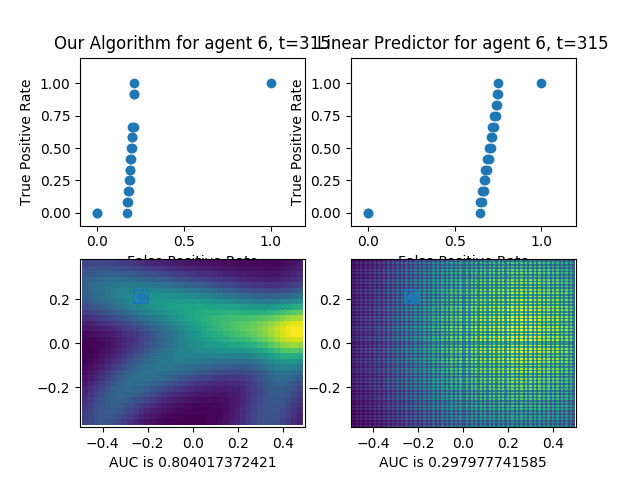 Our Algorithm for agent 6, t=315
Linear Predictor for agent 6, t=315
True Positive Rate
1.00
0.75
0.50
0.25
0.00
0.0 0.5 1.0
False Positive Rate
True Positive Rate
1.00
0.75
0.50
0.25
0.00
0.0 0.5 1.0
False Positive Rate
0.2
0.0
−0.2
−0.4 −0.2 0.0 0.2 0.4
AUC is 0.804017372421
0.2
0.0
−0.2
−0.4 −0.2 0.0 0.2 0.4
AUC is 0.297977741585